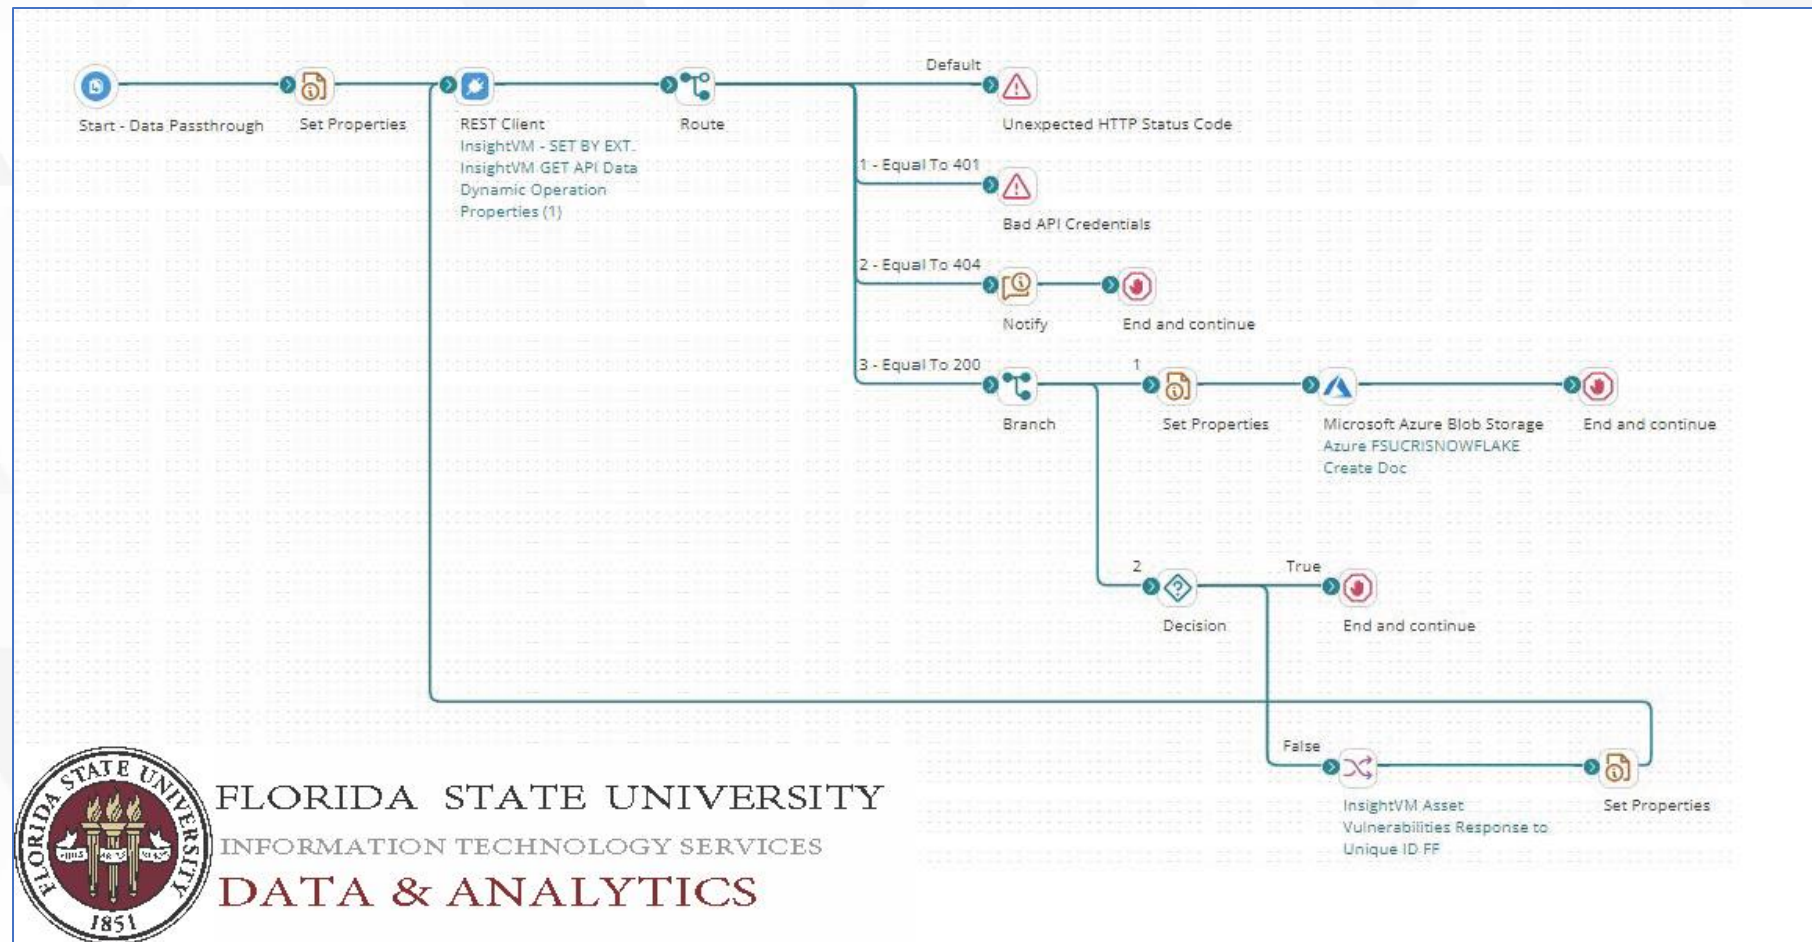 Default
Start - Data Passthrough
Set Properties
REST Client
InsightVM - SET BY EXT.
InsightVM GET API Data
Dynamic Operation
Properties (1)
Route
Unexpected HTTP Status Code
1 - Equal To 401
Bad API Credentials
2 - Equal To 404
Notify
End and continue
3 - Equal To 200
Branch
1
Set Properties
Microsoft Azure Blob Storage
Azure FSUCRISNOWFLAKE
Create Doc
End and continue
2
Decision
True
End and continue
False
InsightVM Asset
Vulnerabilities Response to
Unique ID FF
Set Properties
FLORIDA STATE UNIVERSITY
1851
FLORIDA STATE UNIVERSITY
INFORMATION TECHNOLOGY SERVICES
DATA & ANALYTICS